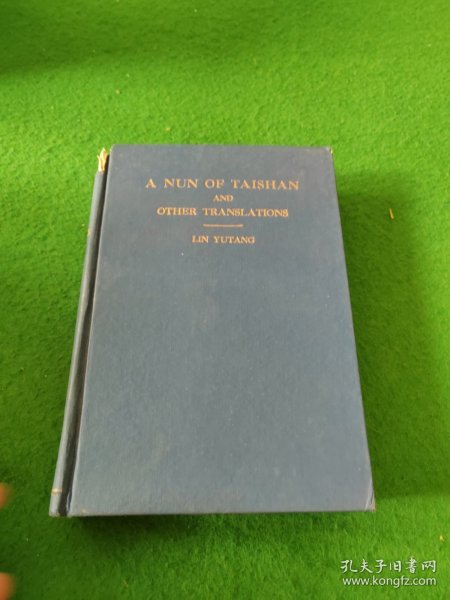 A NUN OF TAISHAN
AND
OTHER TRANSLATIONS
LIN YUTANG
孔夫子旧书网
www.kongfz.com